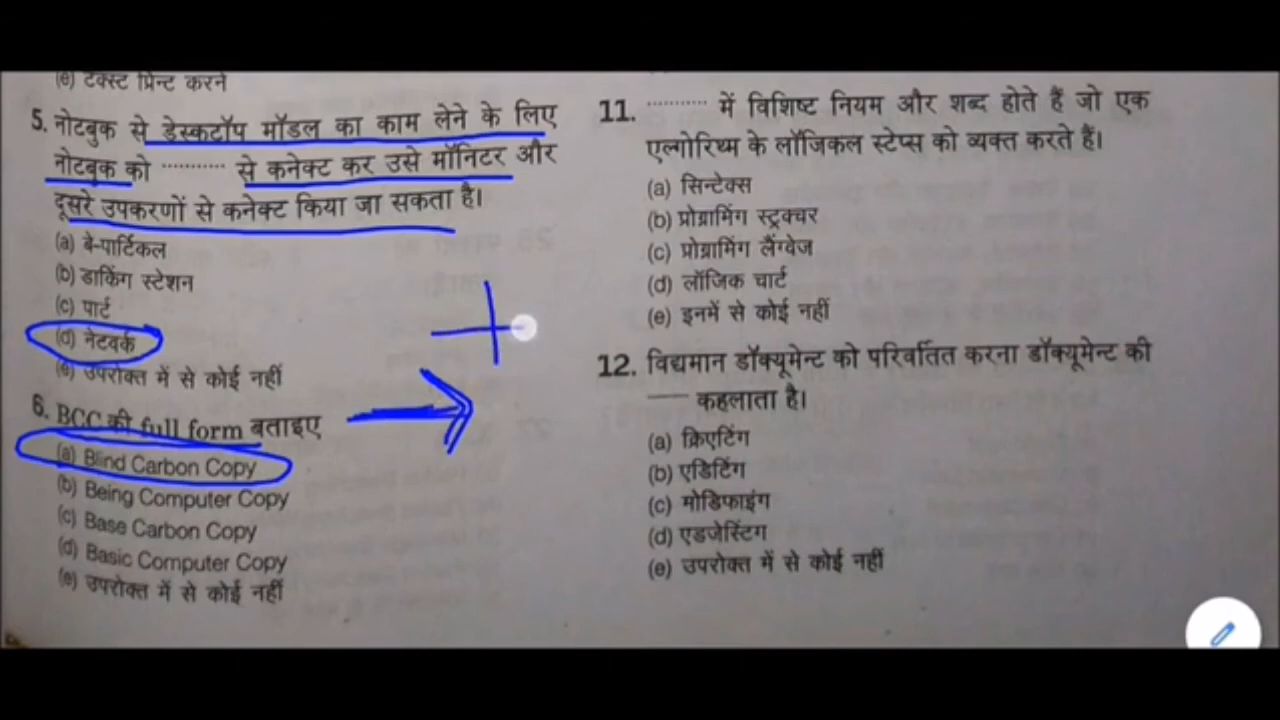 (e) टेक्स्ट प्रिन्ट करने
5. नोटबुक से डेस्कटॉप मॉडल का काम लेने के लिए
नोटबुक को ........... से कनेक्ट कर उसे मॉनिटर और
दूसरे उपकरणों से कनेक्ट किया जा सकता है।
(a) बे-पार्टिकल
(b) डाकिंग स्टेशन
(c) पार्ट
(d) नेटवर्क
(e) उपरोक्त में से कोई नहीं
6. BCC की full form बताइए
(a) Blind Carbon Copy
(b) Being Computer Copy
(c) Base Carbon Copy
(d) Basic Computer Copy
(e) उपरोक्त में से कोई नहीं
11. ........... में विशिष्ट नियम और शब्द होते हैं जो एक
एल्गोरिथ्म के लॉजिकल स्टेप्स को व्यक्त करते हैं।
(a) सिन्टेक्स
(b) प्रोग्रामिंग स्ट्रक्चर
(c) प्रोग्रामिंग लैंग्वेज
(d) लॉजिक चार्ट
(e) इनमें से कोई नहीं
12. विद्यमान डॉक्यूमेन्ट को परिवर्तित करना डॉक्यूमेन्ट की
—— कहलाता है।
(a) क्रिएटिंग
(b) एडिटिंग
(c) मोडिफाइंग
(d) एडजेस्टिंग
(e) उपरोक्त में से कोई नहीं